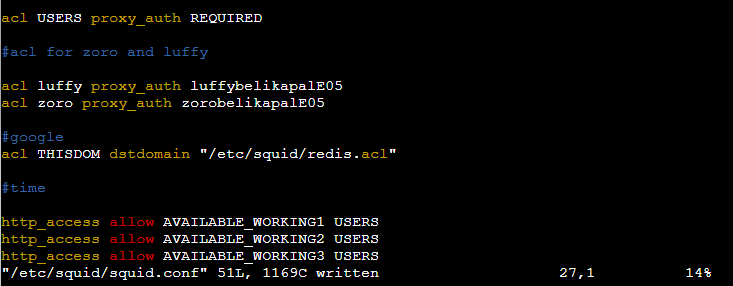 acl USERS proxy_auth REQUIRED
#acl for zoro and luffy
acl luffy proxy_auth luffybelikapalE05
acl zoro proxy_auth zorobelikapalE05
#google
acl THISDOM dstdomain "/etc/squid/redis.acl"
#time
http_access allow AVAILABLE_WORKING1 USERS
http_access allow AVAILABLE_WORKING2 USERS
http_access allow AVAILABLE_WORKING3 USERS
"/etc/squid/squid.conf" 51L, 1169C written 27,1 14%